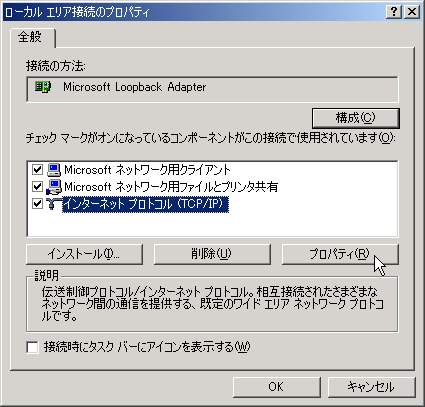 ローカル エリア接続のプロパティ
全般
接続の方法:
Microsoft Loopback Adapter
構成(C)
チェック マークがオンになっているコンポーネントがこの接続で使用されています(O):
Microsoft ネットワーク用クライアント
Microsoft ネットワーク用ファイルとプリンタ共有
インターネット プロトコル (TCP/IP)
インストール(I)... 削除(U) プロパティ(R)
説明
伝送制御プロトコル/インターネット プロトコル。相互接続されたさまざまな
ネットワーク間の通信を提供する、既定のワイド エリア ネットワーク プロトコ
ルです。
接続時にタスク バーにアイコンを表示する(W)
OK キャンセル